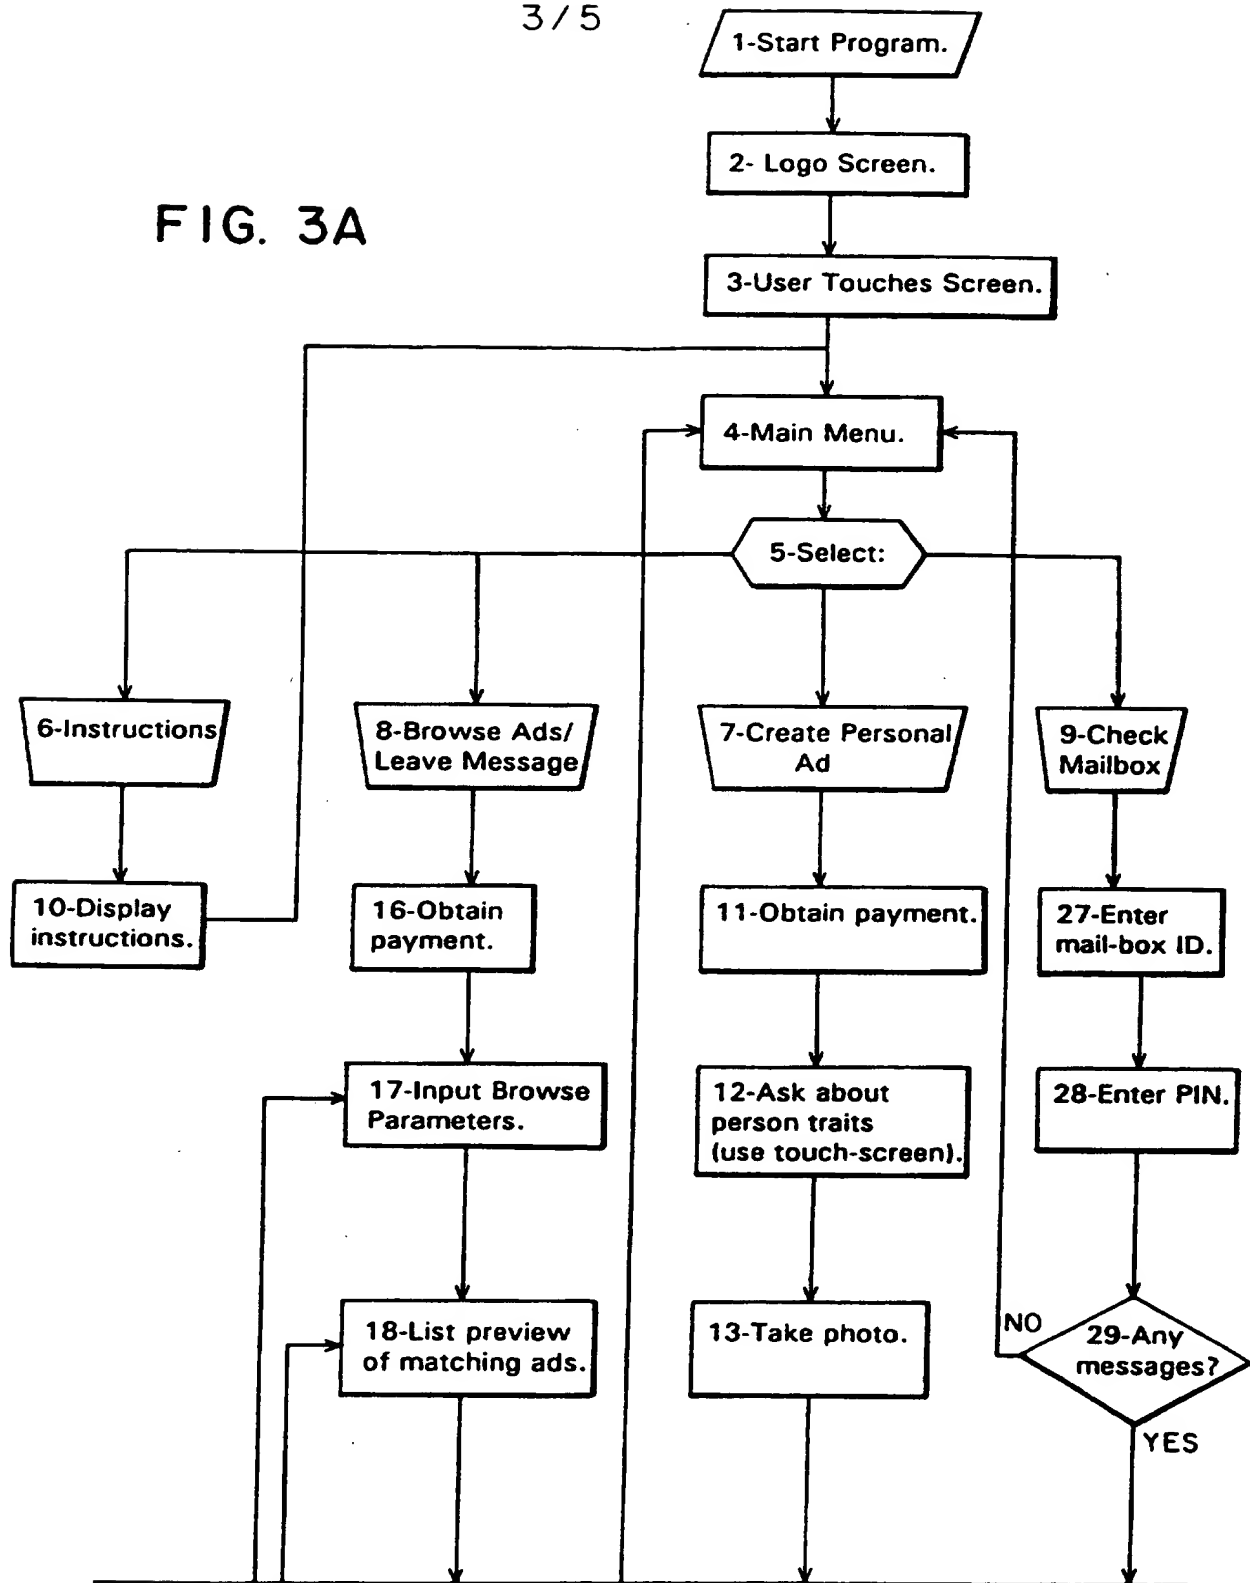 3/5
1-Start Program.
2- Logo Screen.
FIG. 3A
3-User Touches Screen.
4-Main Menu.
5-Select:
6-Instructions
8-Browse Ads/
Leave Message
7-Create Personal
Ad
9-Check
Mailbox
10-Display
instructions.
16-Obtain
payment.
11-Obtain payment.
27-Enter
mail-box ID.
17-Input Browse
Parameters.
12-Ask about
person traits
(use touch-screen).
28-Enter PIN.
18-List preview
of matching ads.
13-Take photo.
NO
29-Any
messages?
YES